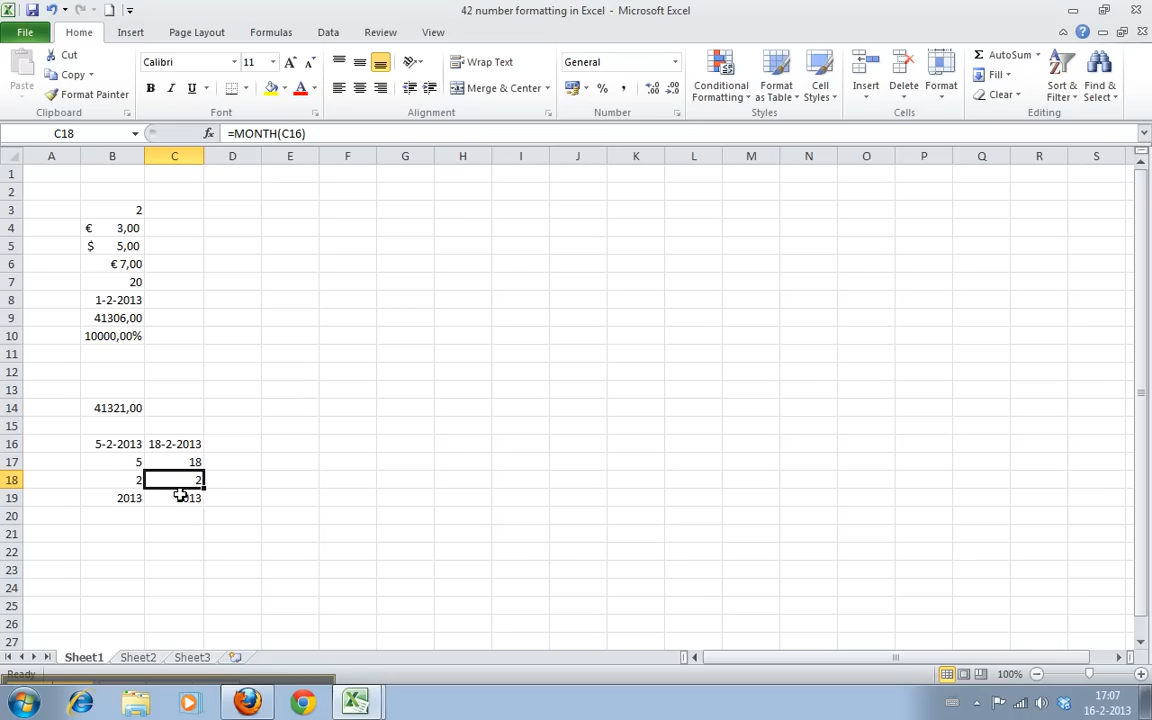 42 number formatting in Excel - Microsoft Excel
File Home Insert Page Layout Formulas Data Review View
Cut
Copy
Format Painter
Paste
Clipboard
Calibri 11
Font
Wrap Text
Merge & Center
Alignment
General
Number
Conditional Formatting
Format as Table
Cell Styles
Styles
Insert Delete Format
Cells
AutoSum
Fill
Clear
Sort & Filter
Find & Select
Editing
C18 fx =MONTH(C16)
A B C D E F G H I J K L M N O P Q R S
1
2
3 2
4 € 3,00
5 $ 5,00
6 € 7,00
7 20
8 1-2-2013
9 41306,00
10 10000,00%
11
12
13
14 41321,00
15
16 5-2-2013 18-2-2013
17 5 18
18 2 2
19 2013 2013
20
21
22
23
24
25
26
27
Sheet1 Sheet2 Sheet3
Ready 100%
17:07
16-2-2013